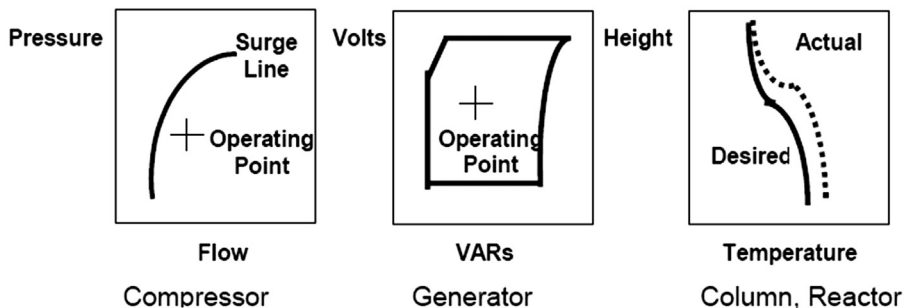 Pressure
Surge
Line
Operating
Point
Flow
Compressor
Volts
Operating
Point
VARs
Generator
Height
Actual
Desired
Temperature
Column, Reactor